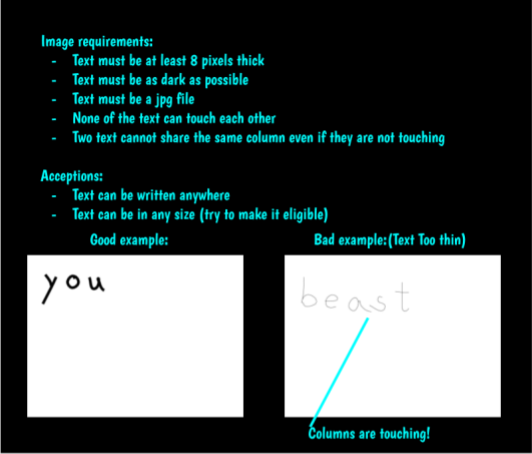 Image requirements:
- Text must be at least 8 pixels thick
- Text must be as dark as possible
- Text must be a jpg file
- None of the text can touch each other
- Two text cannot share the same column even if they are not touching
Acceptions:
- Text can be written anywhere
- Text can be in any size (try to make it eligible)
Good example:
Bad example:(Text Too thin)
you
beast
Columns are touching!